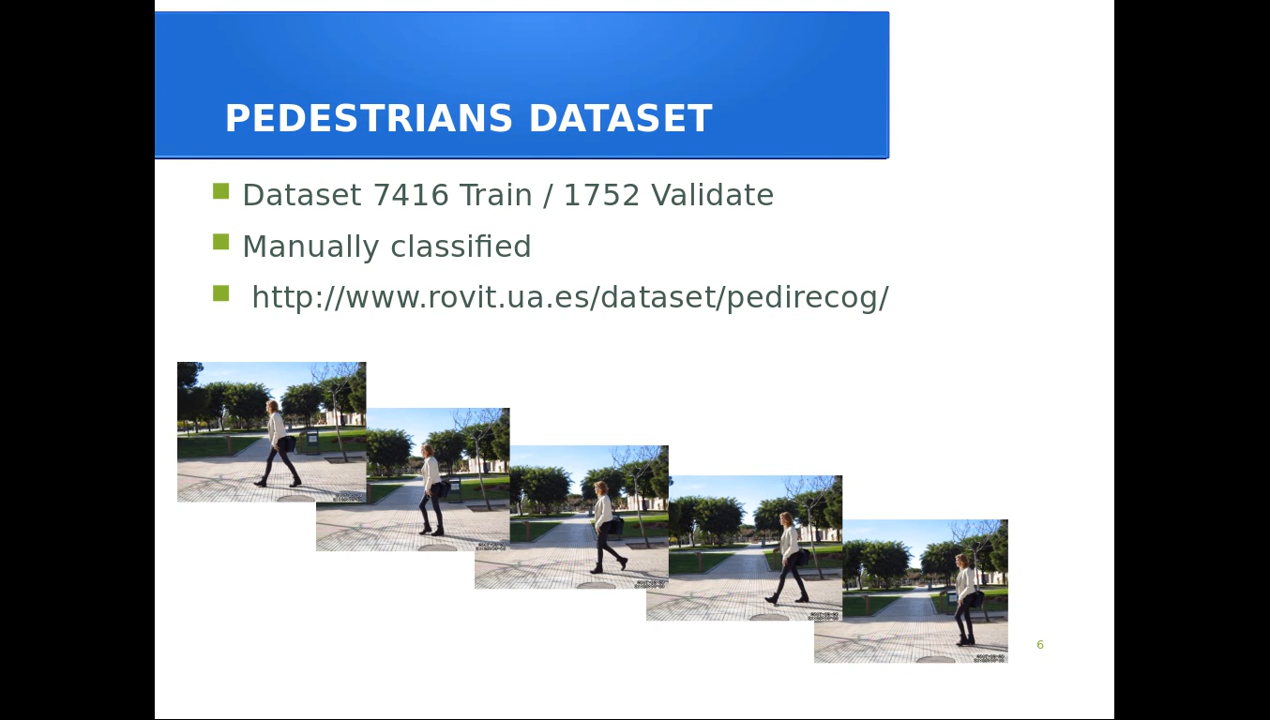 PEDESTRIANS DATASET
Dataset 7416 Train / 1752 Validate
Manually classified
http://www.rovit.ua.es/dataset/pedirecog/
6